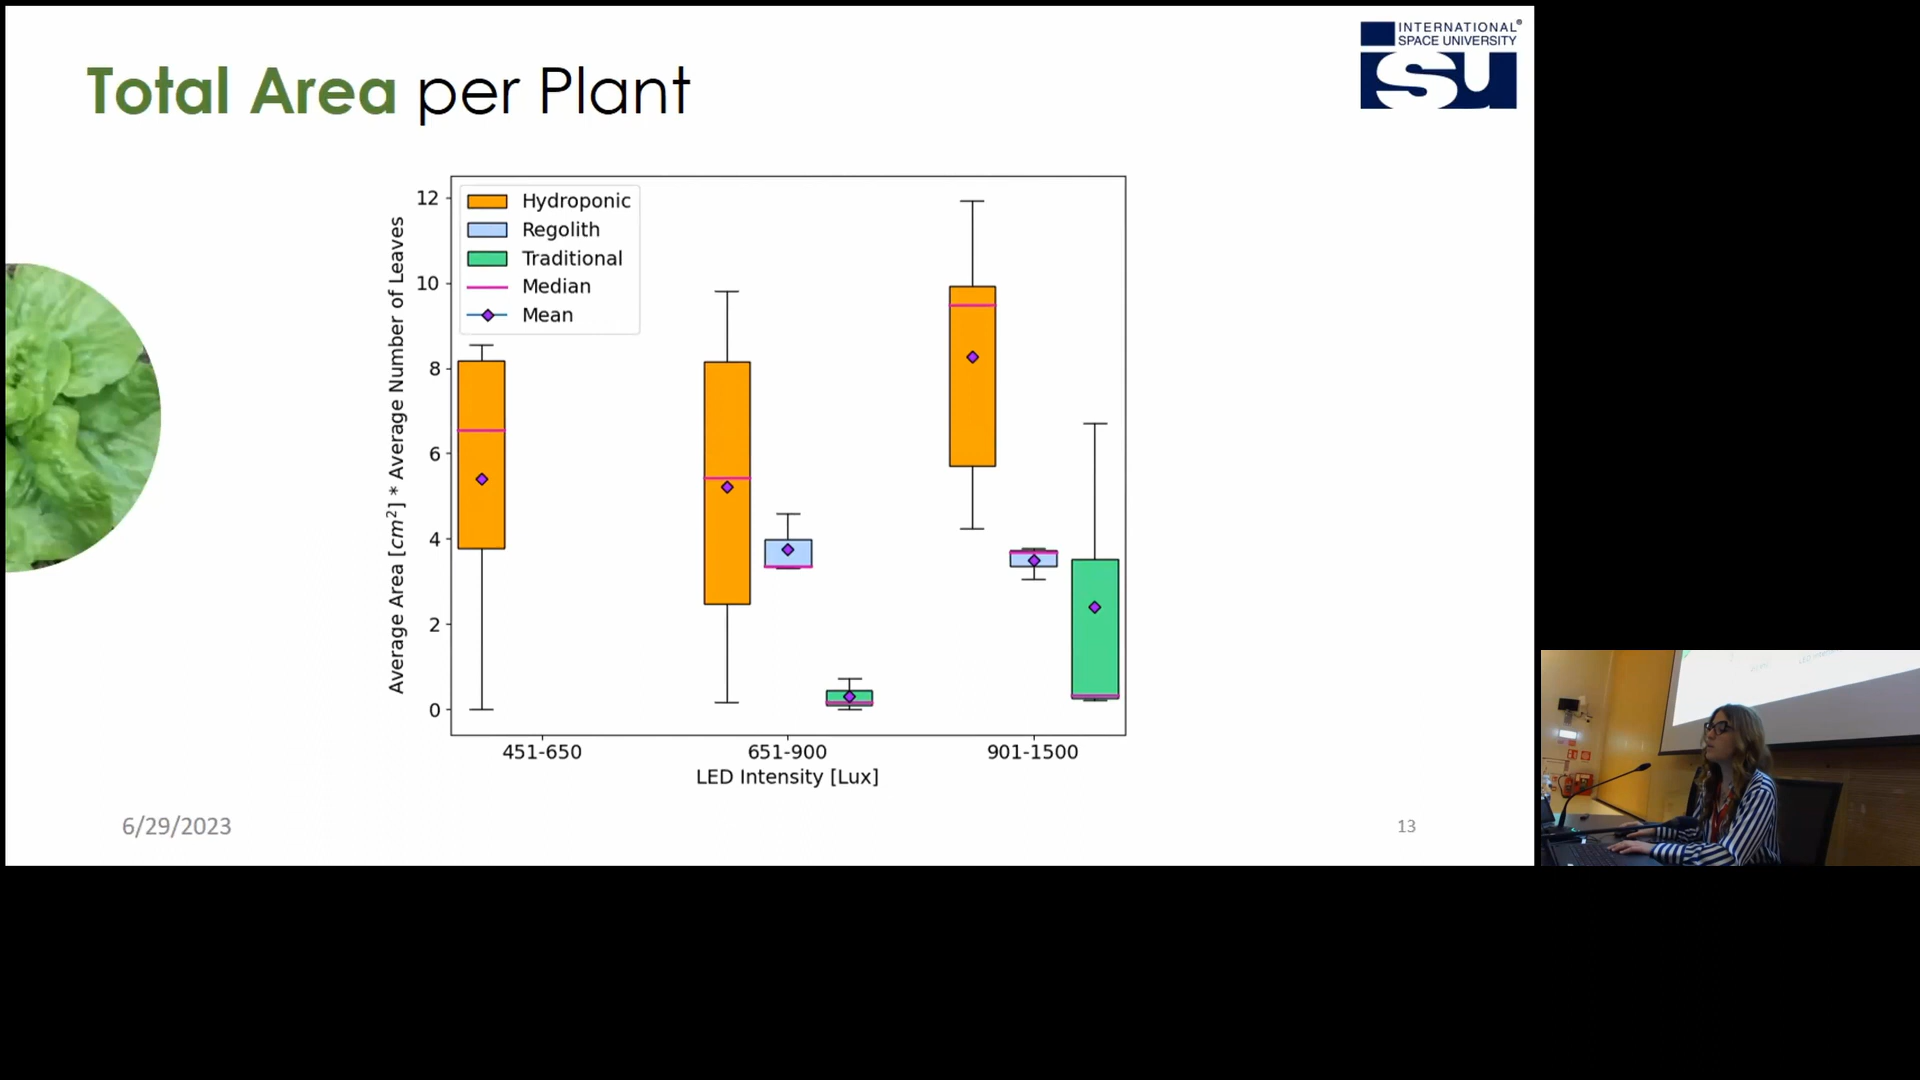 Total Area per Plant
INTERNATIONAL®
SPACE UNIVERSITY
isu
Average Area [cm²] * Average Number of Leaves
12
10
8
6
4
2
0
Hydroponic
Regolith
Traditional
Median
Mean
451-650
651-900
901-1500
LED Intensity [Lux]
6/29/2023
13